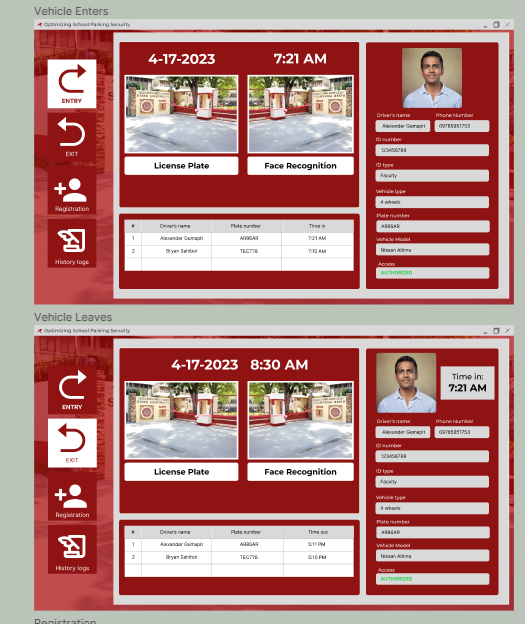 Vehicle Enters
Optimizing School Parking Security
4-17-2023 7:21 AM
ENTRY
EXIT
Registration
History logs
License Plate Face Recognition
# Driver's name Plate number Time in
1 Alexander Gumapit AR86AR 7:21 AM
2 Bryan Sahibol TEC778 7:15 AM
Driver's name Phone Number
Alexander Gumapit 09785951753
ID number
123456789
ID type
Faculty
Vehicle type
4 wheels
Plate number
AR86AR
Vehicle Model
Nissan Altima
Access
AUTHORIZED
Vehicle Leaves
Optimizing School Parking Security
4-17-2023 8:30 AM
ENTRY
EXIT
Registration
History logs
License Plate Face Recognition
# Driver's name Plate number Time out
1 Alexander Gumapit AR86AR 5:11 PM
2 Bryan Sahibol TEC778 5:10 PM
Time in:
7:21 AM
Driver's name Phone Number
Alexander Gumapit 09785951753
ID number
123456789
ID type
Faculty
Vehicle type
4 wheels
Plate number
AR86AR
Vehicle Model
Nissan Altima
Access
AUTHORIZED
Registration